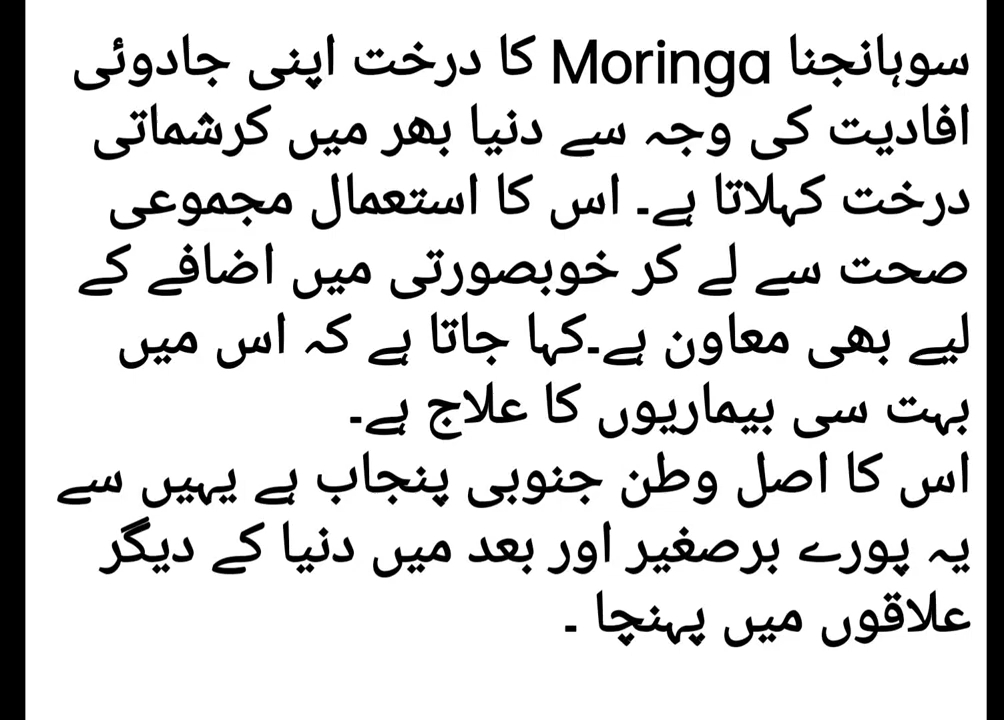 سوہانجنا Moringa کا درخت اپنی جادوئی
افادیت کی وجہ سے دنیا بھر میں کرشماتی
درخت کہلاتا ہے۔ اس کا استعمال مجموعی
صحت سے لے کر خوبصورتی میں اضافے کے
لیے بھی معاون ہے۔کہا جاتا ہے کہ اس میں
بہت سی بیماریوں کا علاج ہے۔
اس کا اصل وطن جنوبی پنجاب ہے یہیں سے
یہ پورے برصغیر اور بعد میں دنیا کے دیگر
علاقوں میں پہنچا ۔